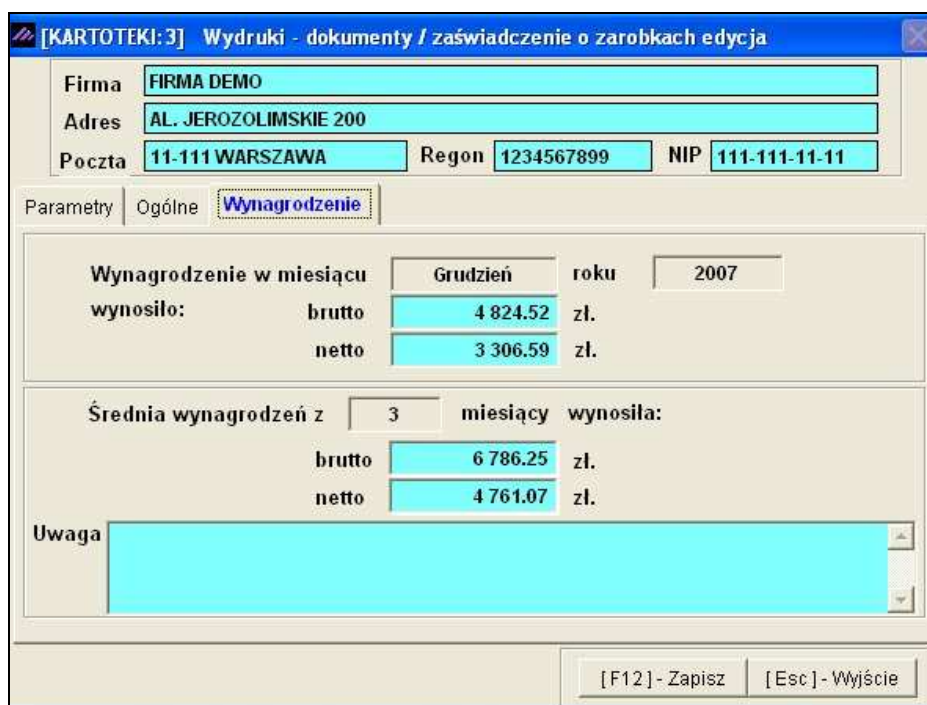 [KARTOTEKI:3] Wydruki - dokumenty / zaświadczenie o zarobkach edycja
Firma FIRMA DEMO
Adres AL. JEROZOLIMSKIE 200
Poczta 11-111 WARSZAWA Regon 1234567899 NIP 111-111-11-11
Parametry Ogólne Wynagrodzenie
Wynagrodzenie w miesiącu Grudzień roku 2007
wynosiło: brutto 4 824.52 zł.
netto 3 306.59 zł.
Średnia wynagrodzeń z 3 miesiący wynosiła:
brutto 6 786.25 zł.
netto 4 761.07 zł.
Uwaga
[F12] - Zapisz [Esc] - Wyjście